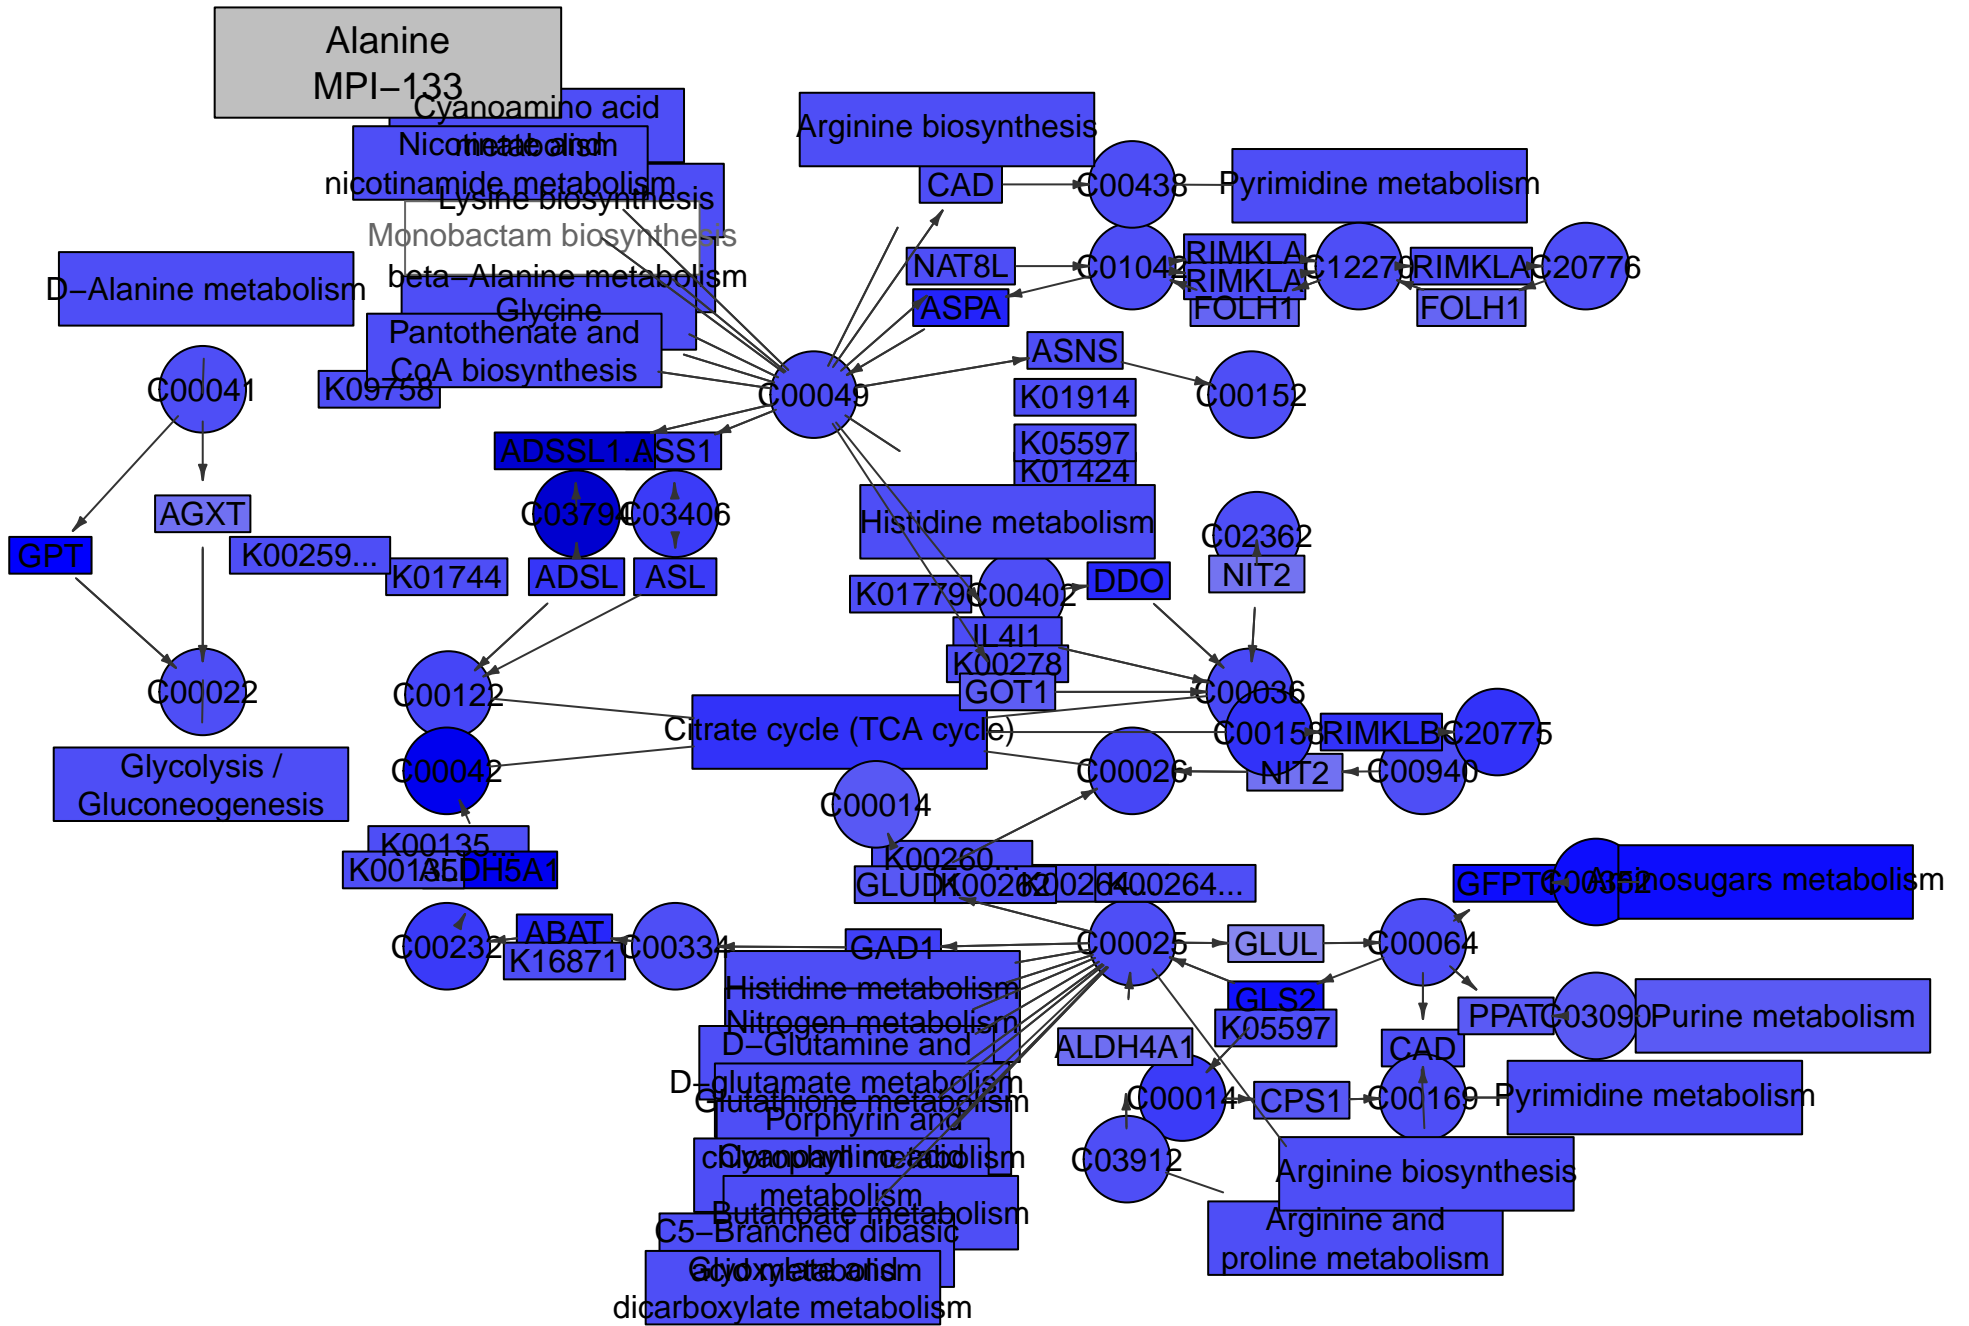 Alanine
MPI−133
Cyanoamino acid
metabolism
Nicotinate and
nicotinamide metabolism
Lysine biosynthesis
Monobactam biosynthesis
beta−Alanine metabolism
Glycine
Pantothenate and
CoA biosynthesis
D−Alanine metabolism
C00041
K09758
Arginine biosynthesis
CAD
C00438
Pyrimidine metabolism
NAT8L
RIMKLA
RIMKLA
FOLH1
RIMKLA
FOLH1
C20776
ASPA
C00049
ASNS
C00152
K01914
K05597
K01424
ADSSL1...
ASS1
C03794
C03406
ADSL
ASL
AGXT
GPT
K00259...
K01744
C00022
Glycolysis /
Gluconeogenesis
Histidine metabolism
K01779
C00402
DDO
C02362
NIT2
IL4I1
K00278
GOT1
C00036
C00122
C00042
Citrate cycle (TCA cycle)
C00158
RIMKLB
C20775
C00026
NIT2
C00940
C00014
K00135...
K00135
ALDH5A1
K00260...
GLUD1
K00262
K00264...
K00264...
GFPT1
C00352
Aminosugars metabolism
C00232
ABAT
K16871
C00334
GAD1
C00025
GLUL
C00064
GLS2
K05597
PPAT
C03090
Purine metabolism
Histidine metabolism
Nitrogen metabolism
D−Glutamine and
D−glutamate metabolism
Glutathione metabolism
Porphyrin and
chlorophyll metabolism
Cyanoamino acid
metabolism
Butanoate metabolism
C5−Branched dibasic
acid metabolism
Glyoxylate and
dicarboxylate metabolism
ALDH4A1
CAD
C00014
CPS1
C00169
Pyrimidine metabolism
C03912
Arginine biosynthesis
Arginine and
proline metabolism